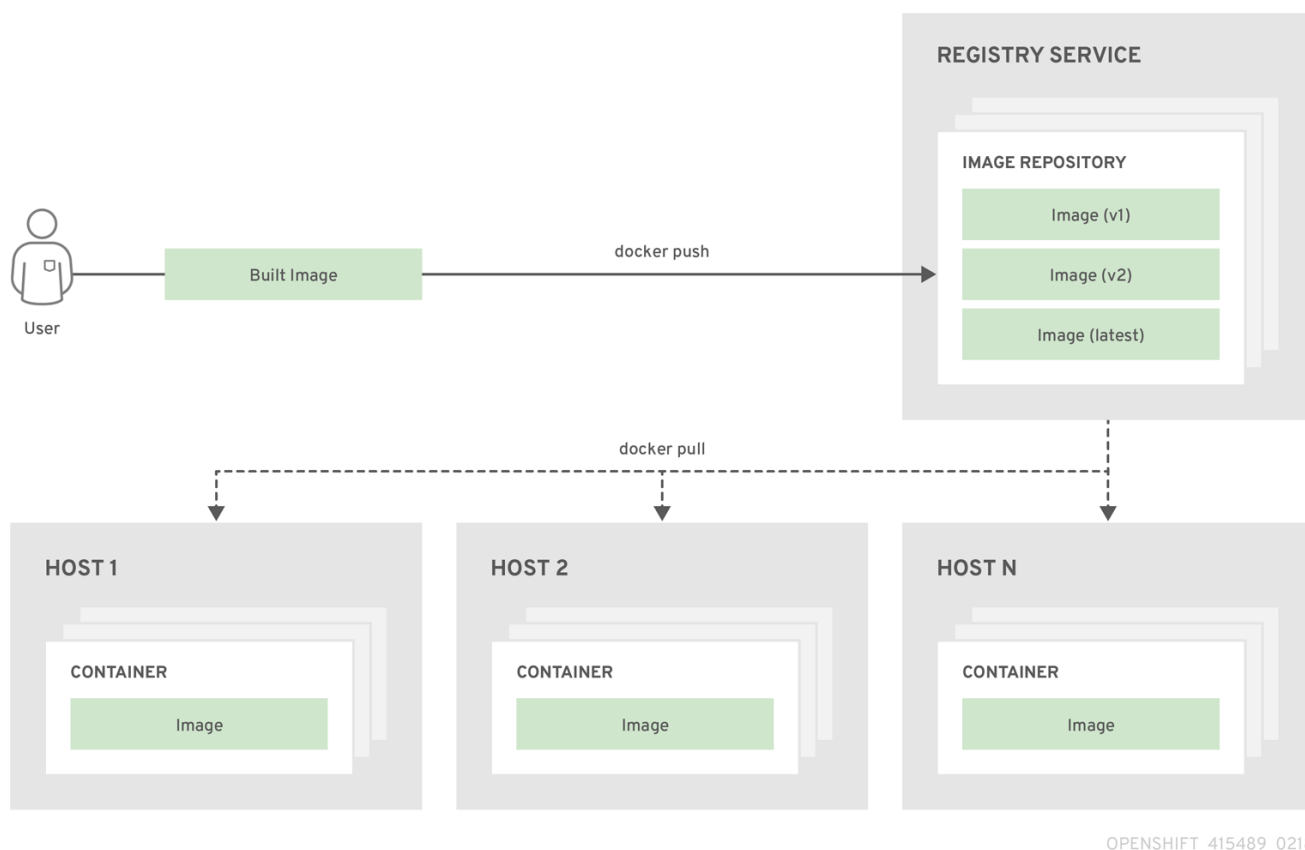 REGISTRY SERVICE
IMAGE REPOSITORY
Image (v1)
docker push
Built Image
Image (v2)
User
Image (latest)
docker pull
HOST 1
HOST 2
HOST N
CONTAINER
CONTAINER
CONTAINER
Image
Image
Image
OPENSHIFT 415489